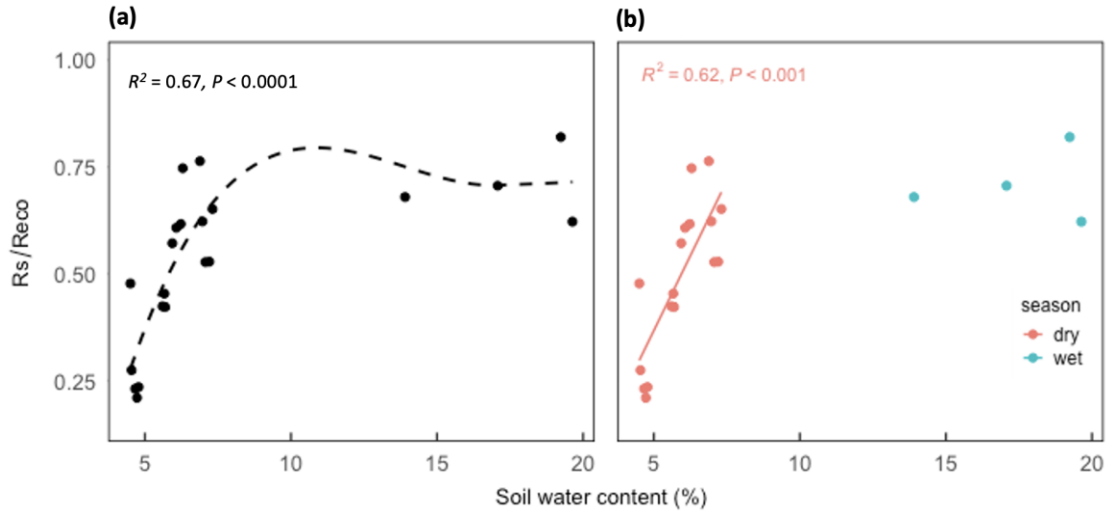 (a)
(b)
R² = 0.67, P < 0.0001
R² = 0.62, P < 0.001
Rs/Reco
1.00
0.75
0.50
0.25
season
dry
wet
5 10 15 20
5 10 15 20
Soil water content (%)